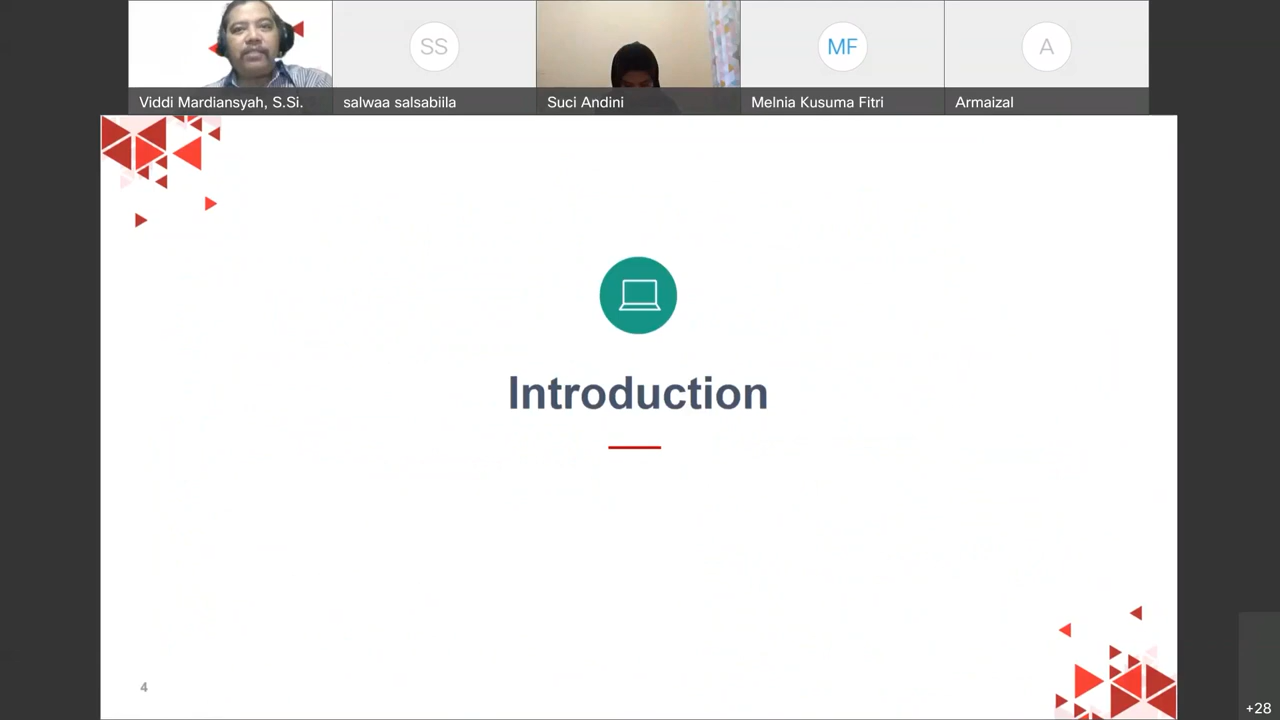 SS
MF
A
Viddi Mardiansyah, S.Si.
salwaa salsabiila
Suci Andini
Melnia Kusuma Fitri
Armaizal
Introduction
4
+28